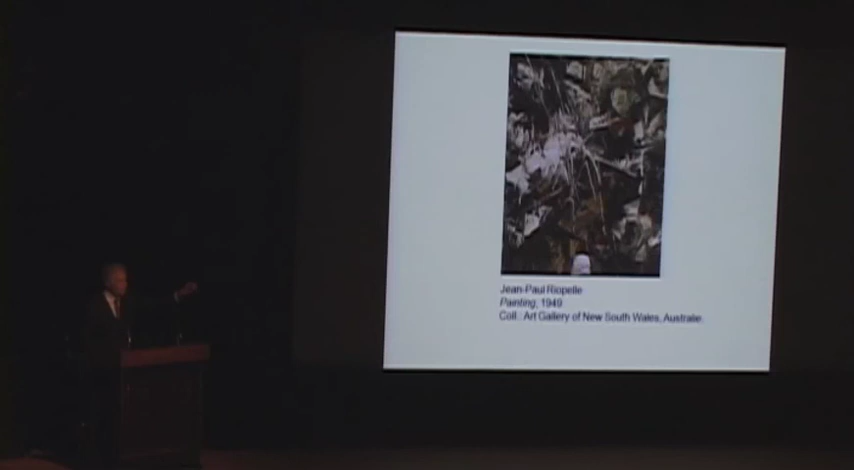 Jean-Paul Riopelle
Painting, 1949
Coll.: Art Gallery of New South Wales, Australie.